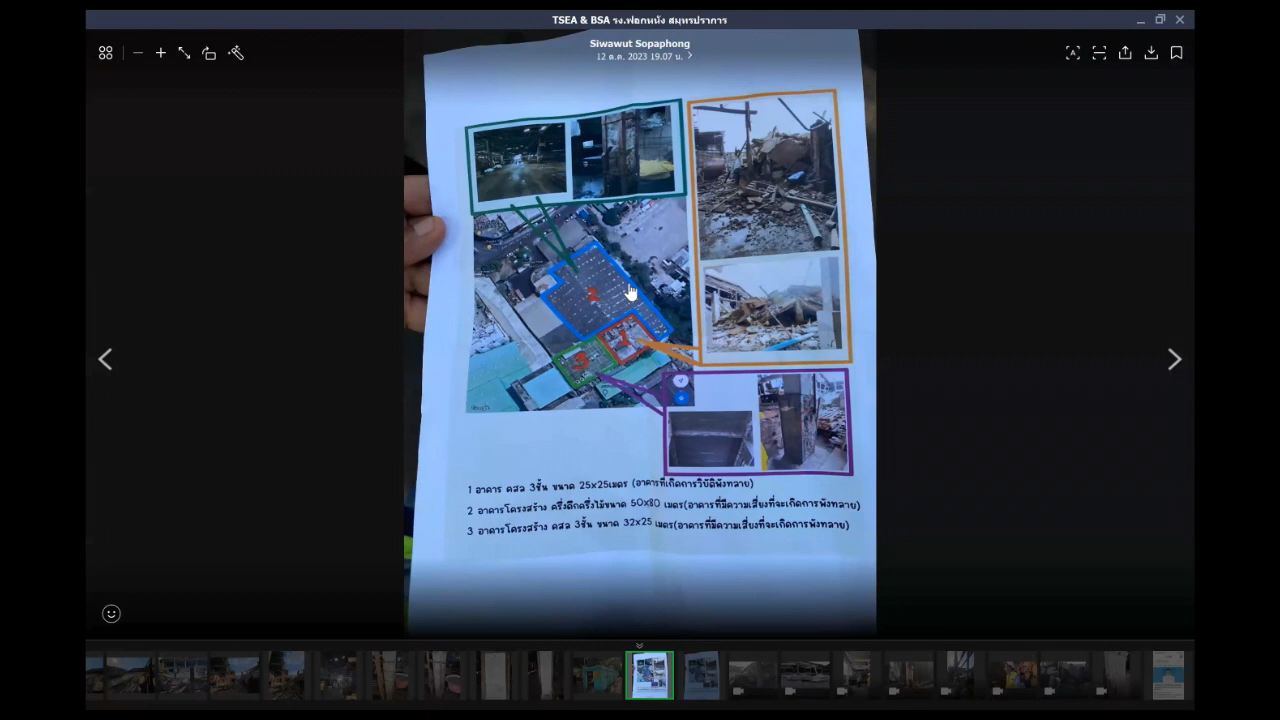 TSEA & BSA รง.ฟอกหนัง สมุทรปราการ
Siwawut Sopaphong
12 ต.ค. 2023 19.07 น.
2
1
3
1 อาคาร คสล 3ชั้น ขนาด 25x25เมตร (อาคารที่เกิดการวิบัติพังทลาย)
2 อาคารโครงสร้าง ครึ่งตึกครึ่งไม้ขนาด 50x80 เมตร(อาคารที่มีความเสี่ยงที่จะเกิดการพังทลาย)
3 อาคารโครงสร้าง คสล 3ชั้น ขนาด 32x25 เมตร(อาคารที่มีความเสี่ยงที่จะเกิดการพังทลาย)